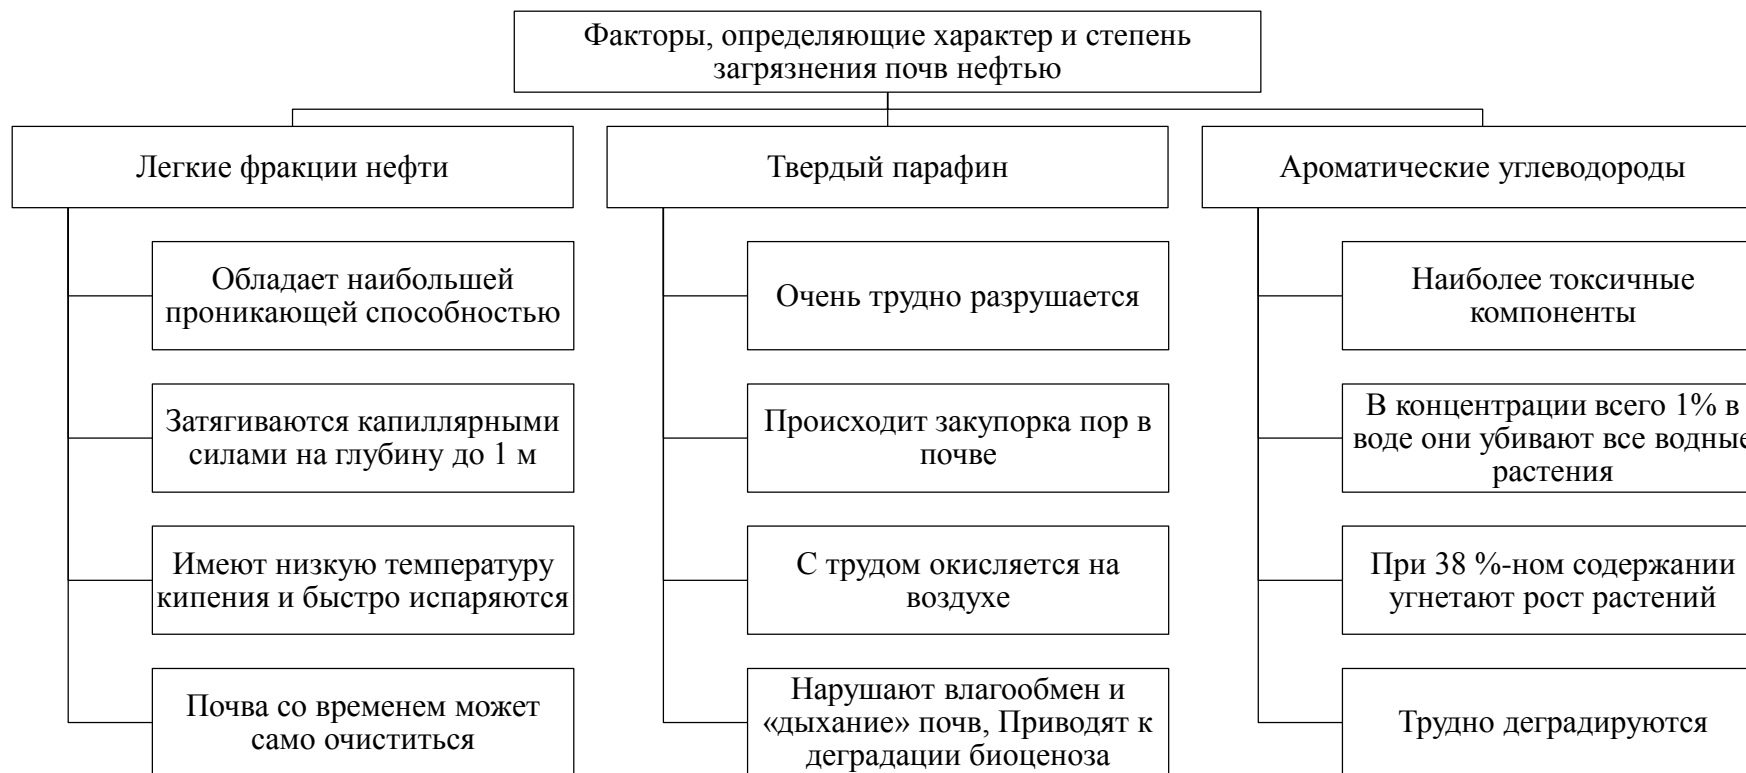 Факторы, определяющие характер и степень
загрязнения почв нефтью
Легкие фракции нефти
Обладает наибольшей
проникающей способностью
Затягиваются капиллярными
силами на глубину до 1 м
Имеют низкую температуру
кипения и быстро испаряются
Почва со временем может
само очиститься
Твердый парафин
Очень трудно разрушается
Происходит закупорка пор в
почве
С трудом окисляется на
воздухе
Нарушают влагообмен и
«дыхание» почв, Приводят к
деградации биоценоза
Ароматические углеводороды
Наиболее токсичные
компоненты
В концентрации всего 1% в
воде они убивают все водные
растения
При 38 %-ном содержании
угнетают рост растений
Трудно деградируются